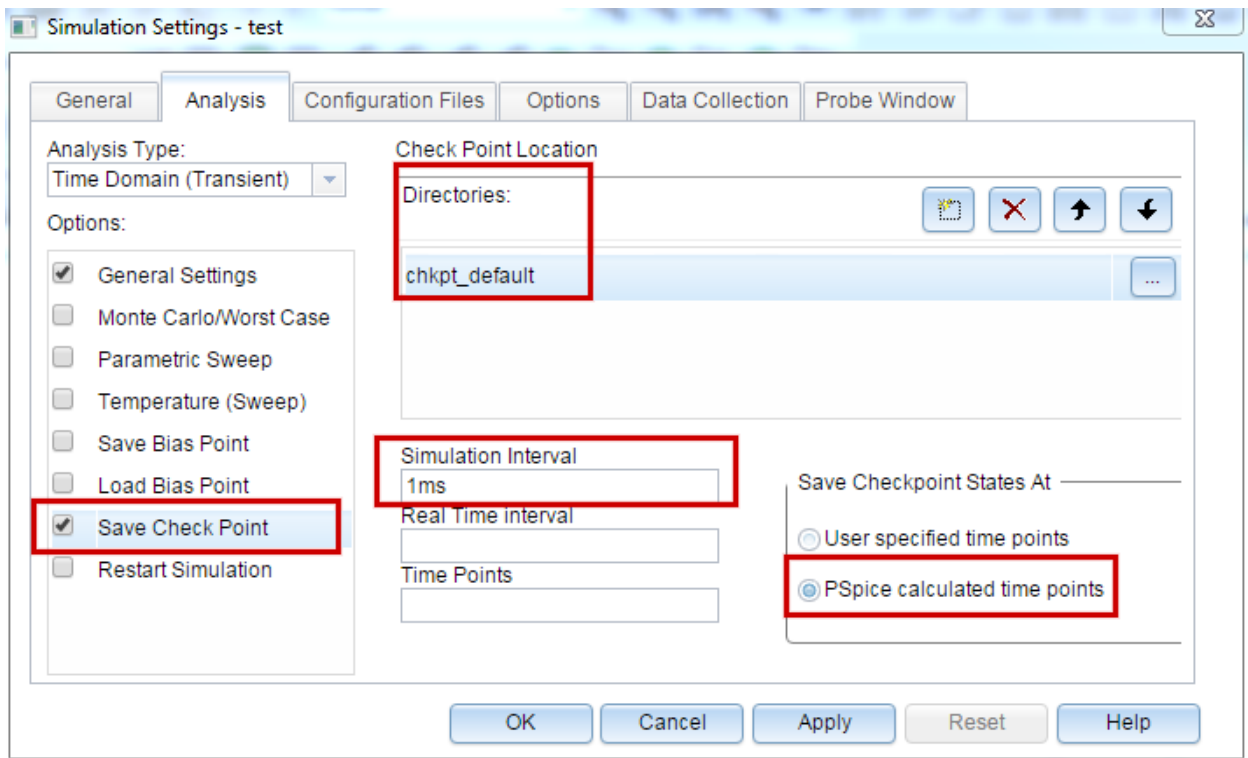 Simulation Settings - test
General Analysis Configuration Files Options Data Collection Probe Window
Analysis Type:
Time Domain (Transient)
Options:
General Settings
Monte Carlo/Worst Case
Parametric Sweep
Temperature (Sweep)
Save Bias Point
Load Bias Point
Save Check Point
Restart Simulation
Check Point Location
Directories:
chkpt_default
...
Simulation Interval
1ms
Real Time interval
Time Points
Save Checkpoint States At
User specified time points
PSpice calculated time points
OK Cancel Apply Reset Help